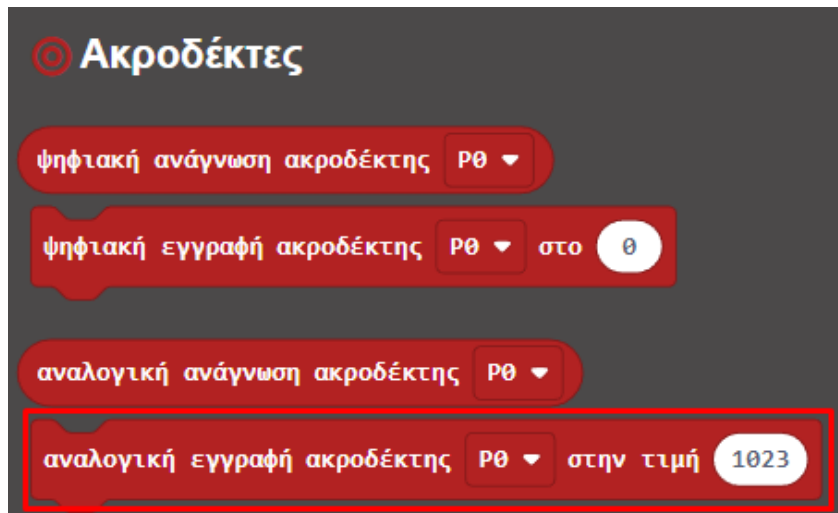 Ακροδέκτες
ψηφιακή ανάγνωση ακροδέκτης P0
ψηφιακή εγγραφή ακροδέκτης P0 στο 0
αναλογική ανάγνωση ακροδέκτης P0
αναλογική εγγραφή ακροδέκτης P0 στην τιμή 1023